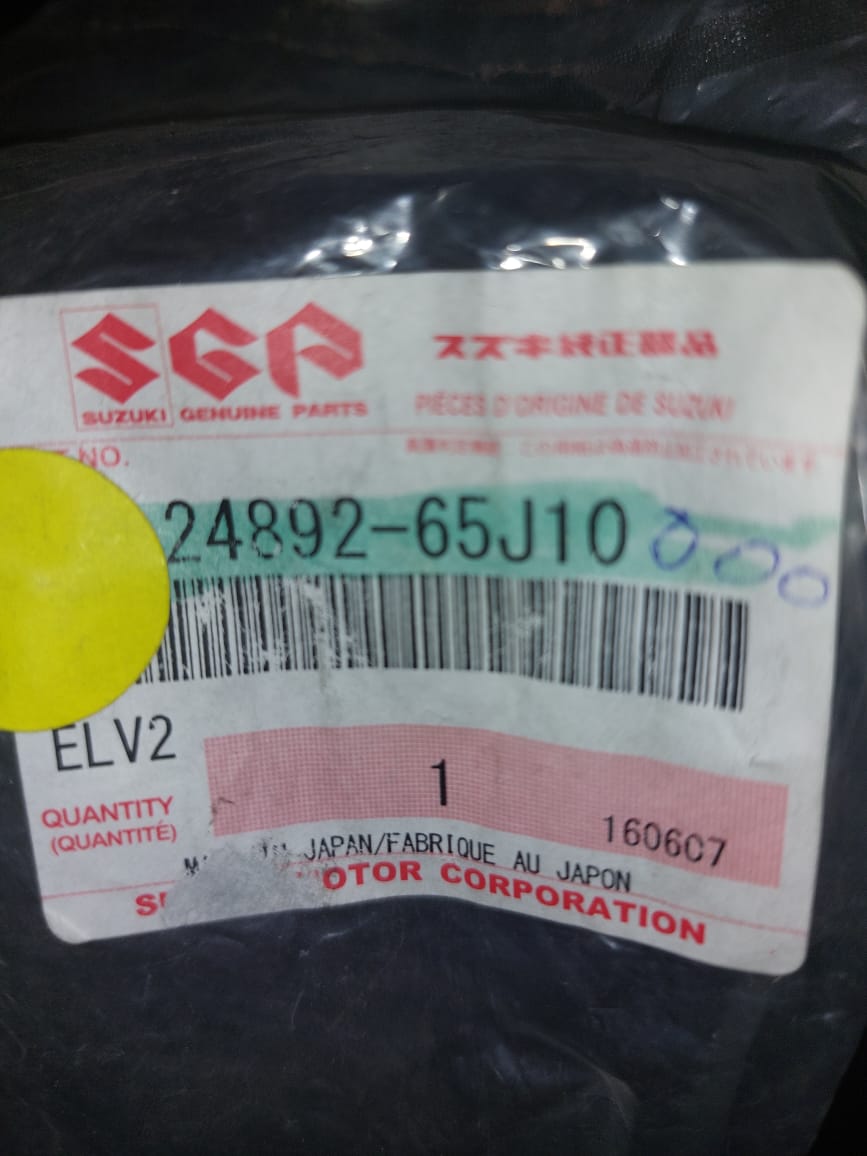 SGP
SUZUKI GENUINE PARTS
スズキ純正部品
PIÈCES D'ORIGINE DE SUZUKI
NO.
24892-65J10 000
ELV2
1
QUANTITY
(QUANTITÉ)
160607
JAPAN/FABRIQUE AU JAPON
OTOR CORPORATION